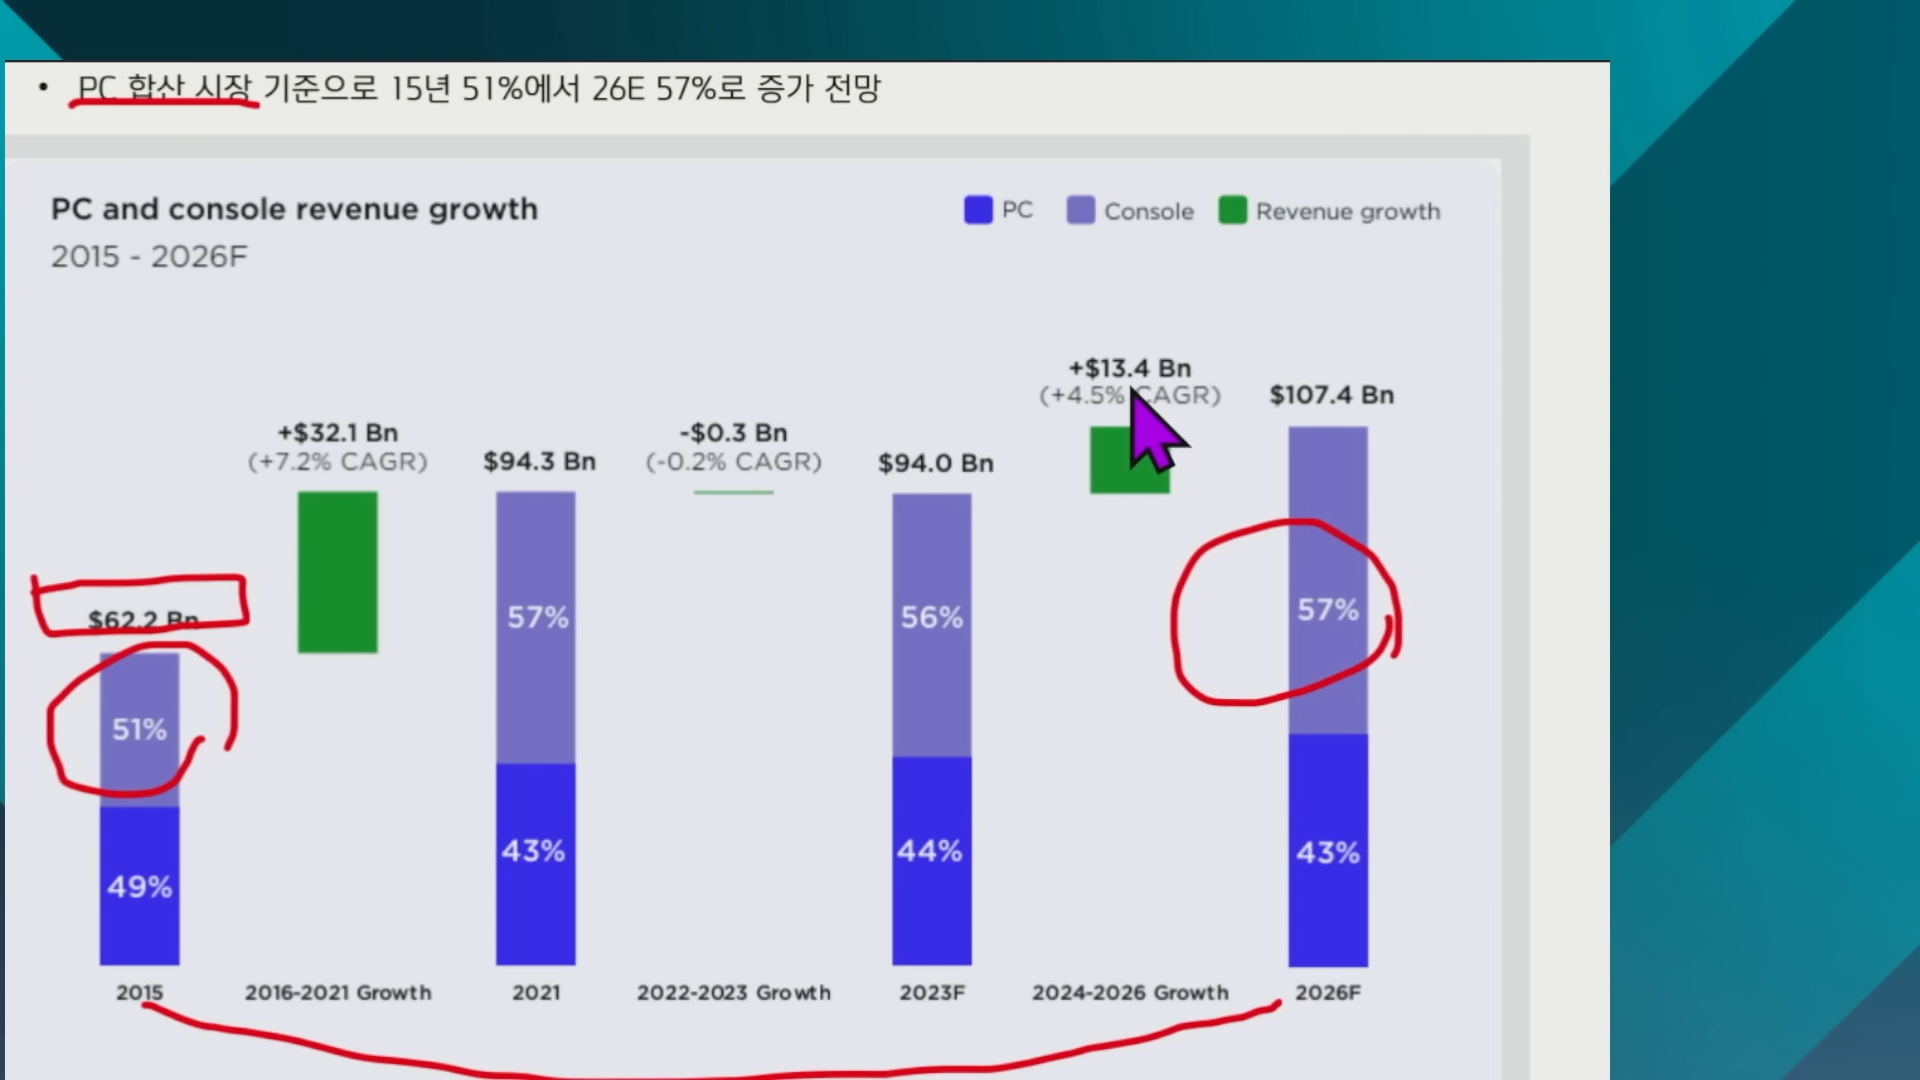 • PC 합산 시장 기준으로 15년 51%에서 26E 57%로 증가 전망
PC and console revenue growth
2015 - 2026F
PC Console Revenue growth
+$13.4 Bn
(+4.5% CAGR)
$107.4 Bn
+$32.1 Bn
(+7.2% CAGR)
$94.3 Bn
-$0.3 Bn
(-0.2% CAGR)
$94.0 Bn
$62.2 Bn
57% 56% 57%
51%
43% 44% 43%
49%
2015 2016-2021 Growth 2021 2022-2023 Growth 2023F 2024-2026 Growth 2026F